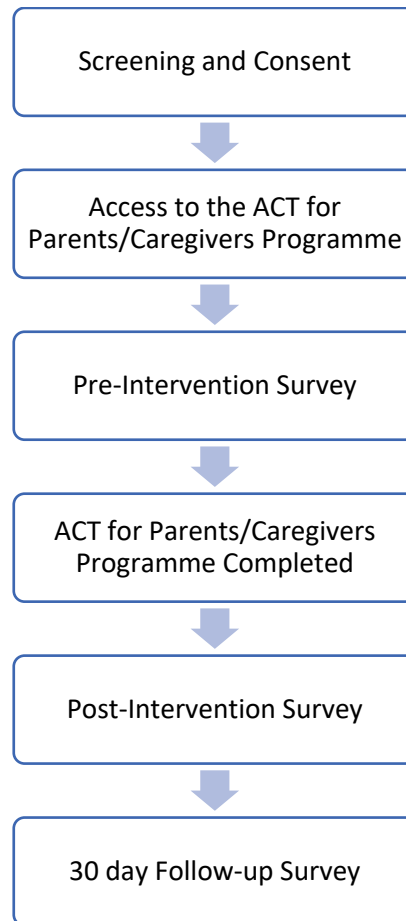 Screening and Consent
Access to the ACT for
Parents/Caregivers Programme
Pre-Intervention Survey
ACT for Parents/Caregivers
Programme Completed
Post-Intervention Survey
30 day Follow-up Survey